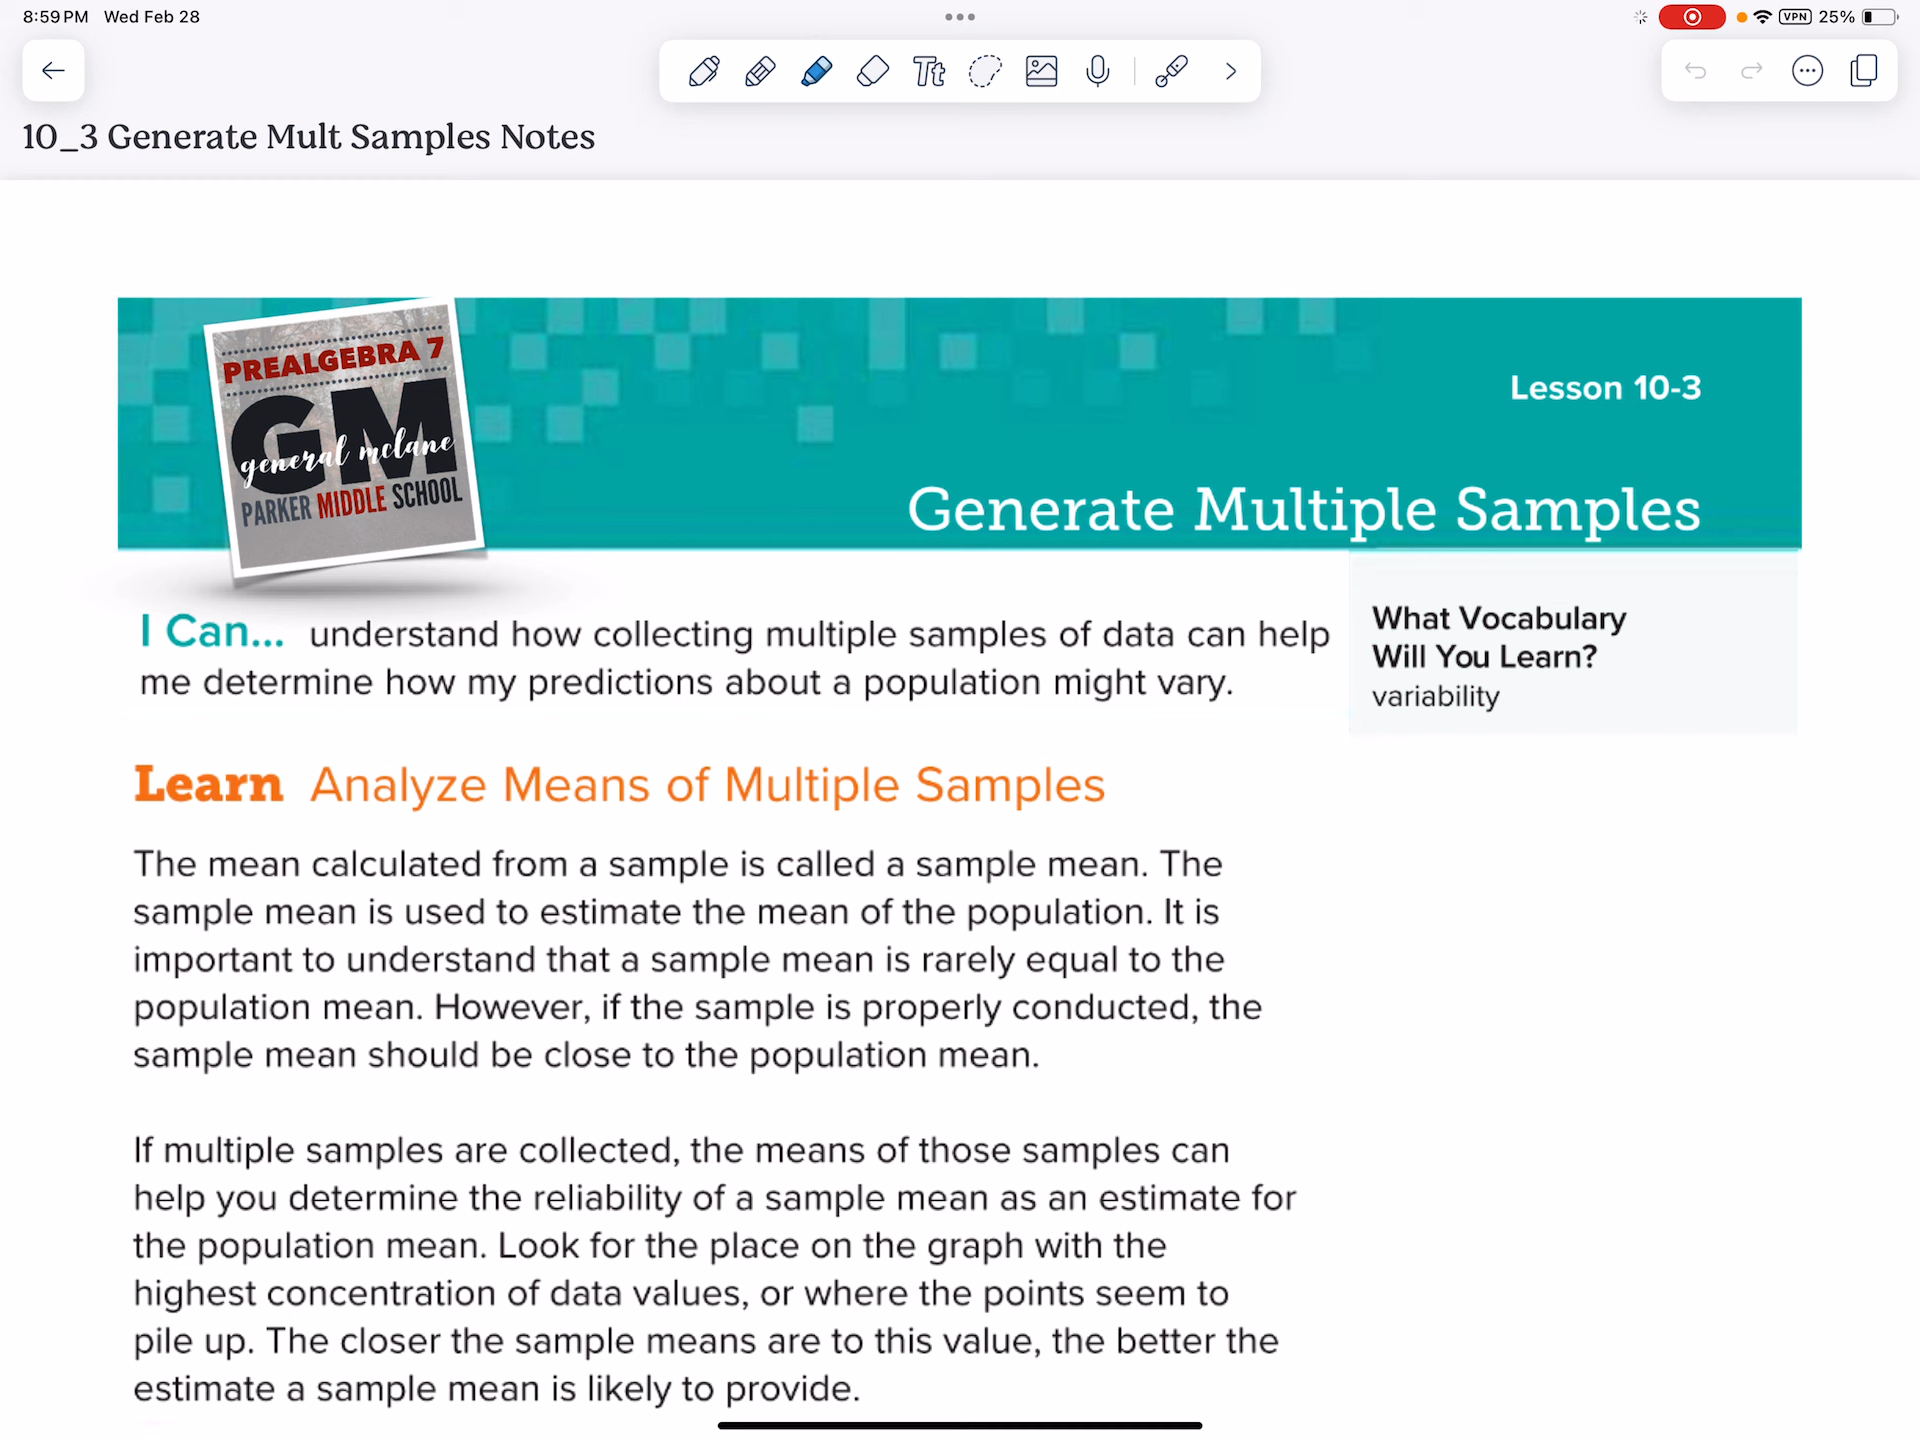 8:59 PM Wed Feb 28
VPN 25%
Tt
10_3 Generate Mult Samples Notes
PREALGEBRA 7
GM
general mclane
PARKER MIDDLE SCHOOL
Lesson 10-3
Generate Multiple Samples
I Can... understand how collecting multiple samples of data can help
me determine how my predictions about a population might vary.
What Vocabulary
Will You Learn?
variability
Learn Analyze Means of Multiple Samples
The mean calculated from a sample is called a sample mean. The
sample mean is used to estimate the mean of the population. It is
important to understand that a sample mean is rarely equal to the
population mean. However, if the sample is properly conducted, the
sample mean should be close to the population mean.
If multiple samples are collected, the means of those samples can
help you determine the reliability of a sample mean as an estimate for
the population mean. Look for the place on the graph with the
highest concentration of data values, or where the points seem to
pile up. The closer the sample means are to this value, the better the
estimate a sample mean is likely to provide.